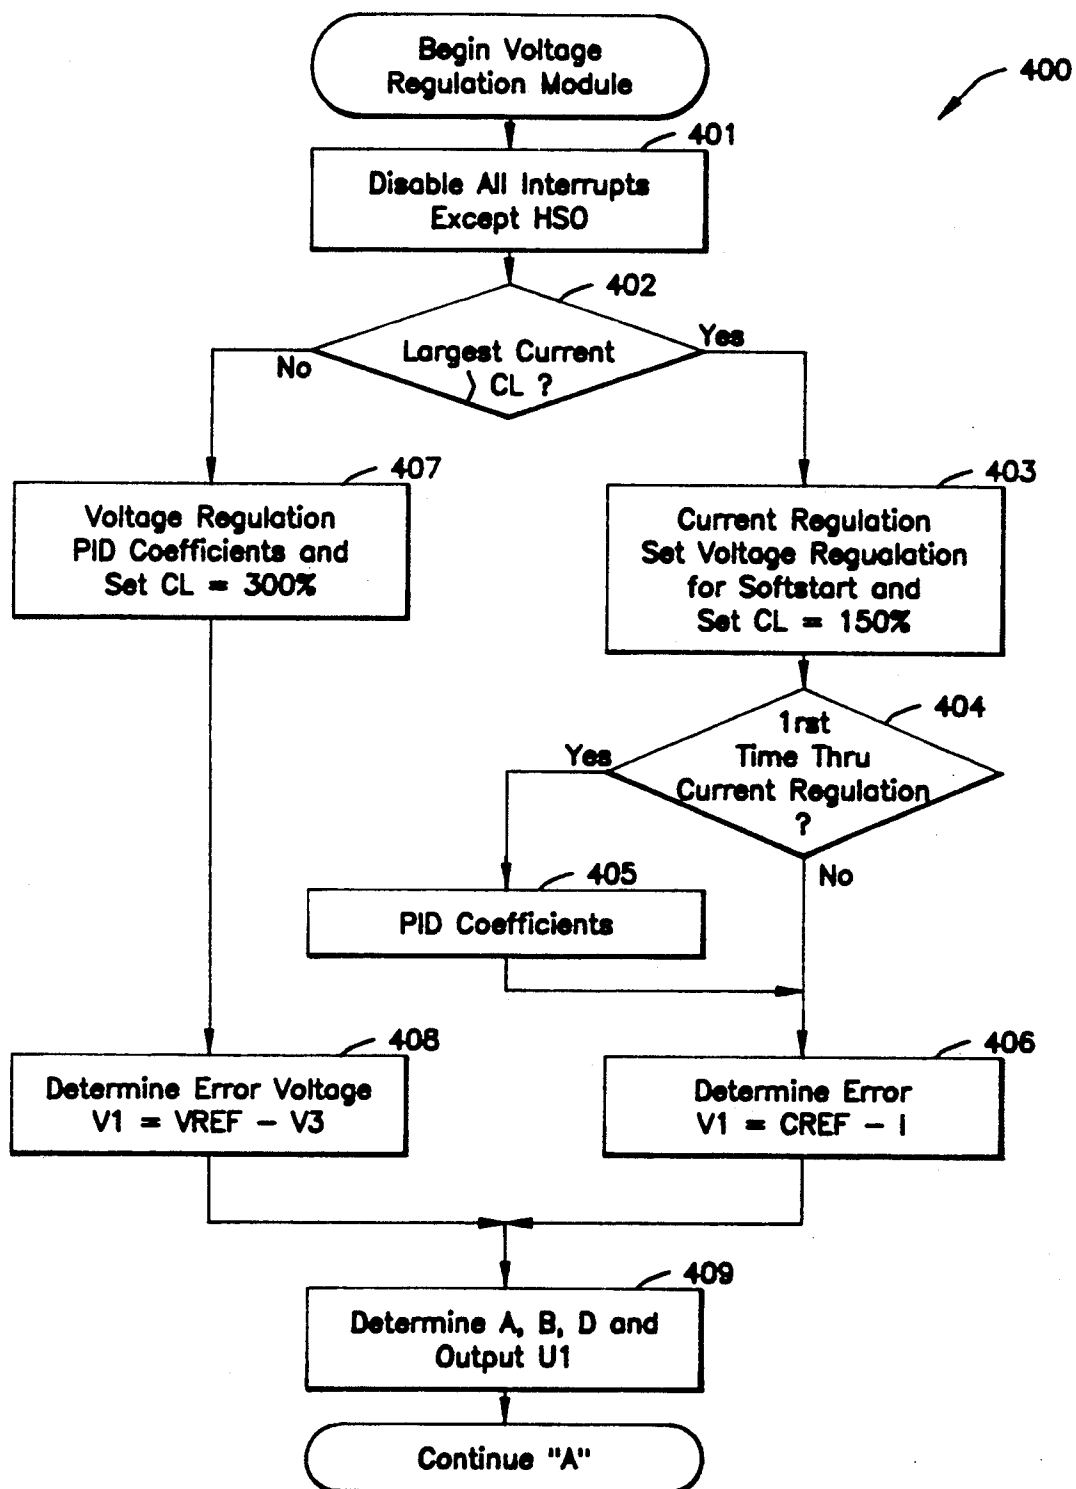 Begin Voltage
Regulation Module
400
401
Disable All Interrupts
Except HSO
402
Largest Current
CL ?
No
Yes
407
Voltage Regulation
PID Coefficients and
Set CL = 300%
403
Current Regulation
Set Voltage Regualation
for Softstart and
Set CL = 150%
404
1rst
Time Thru
Current Regulation
?
Yes
No
405
PID Coefficients
408
Determine Error Voltage
V1 = VREF - V3
406
Determine Error
V1 = CREF - I
409
Determine A, B, D and
Output U1
Continue "A"